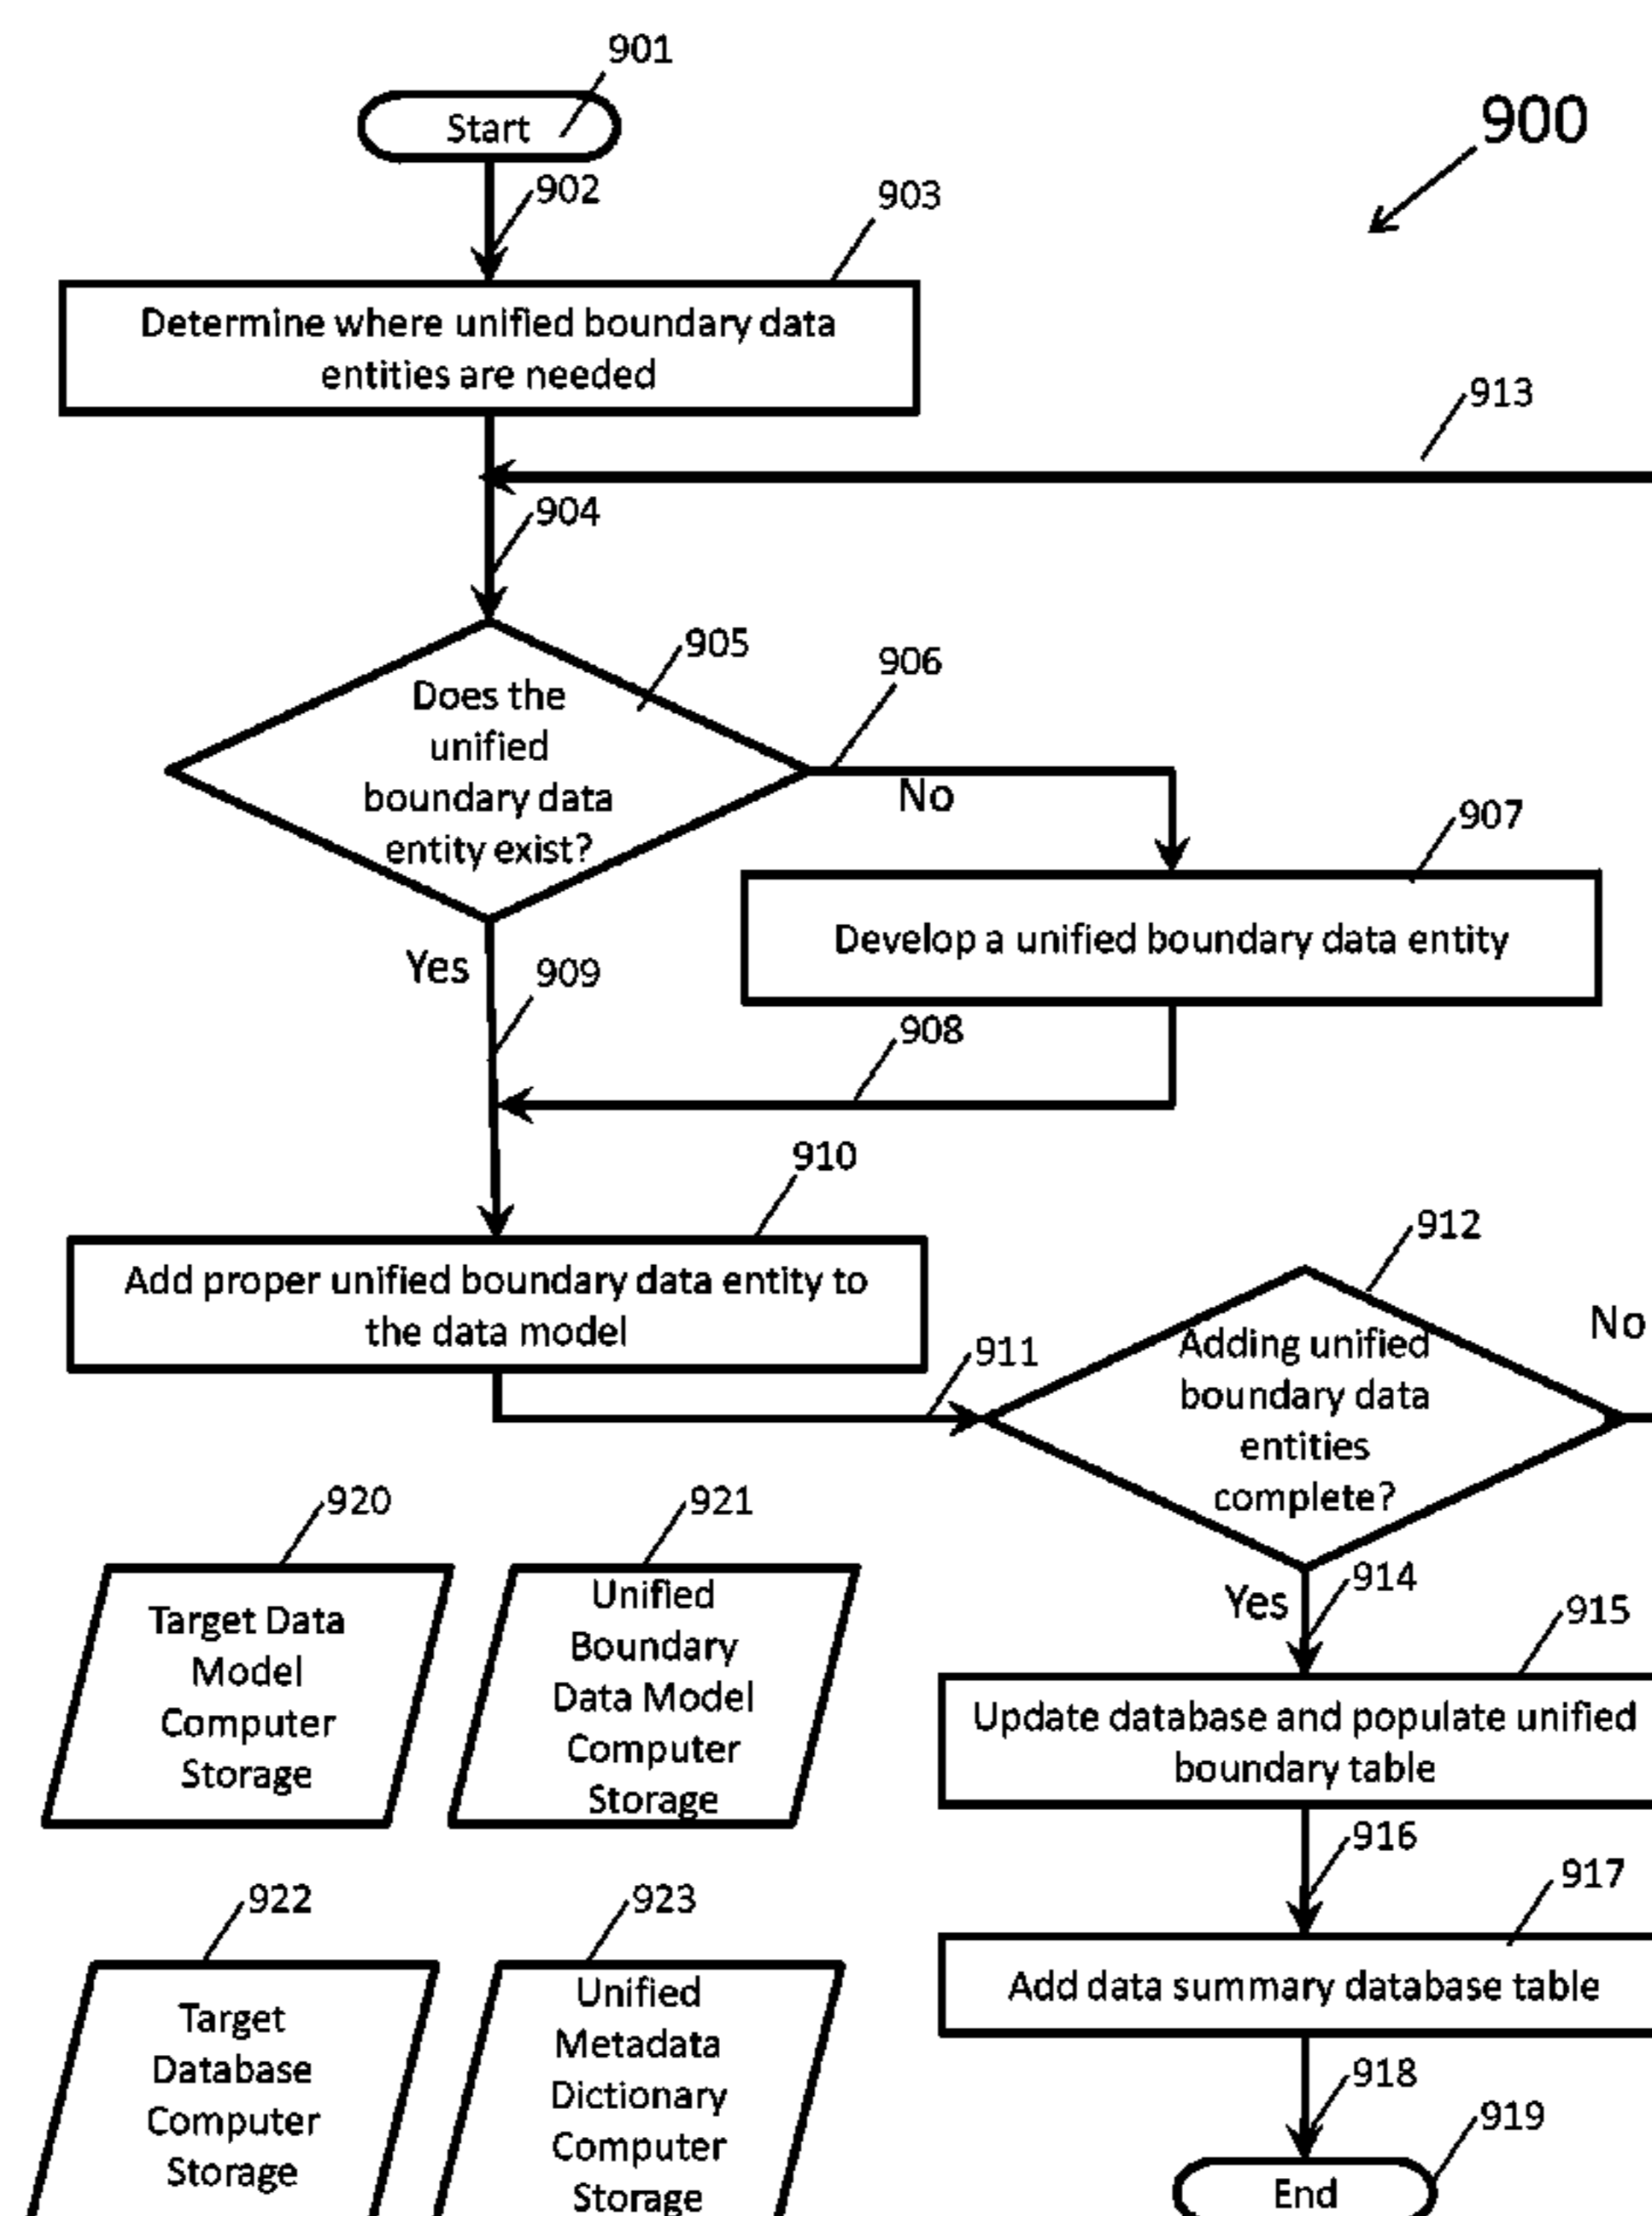 901
Start
900
902
903
Determine where unified boundary data
entities are needed
913
904
905
906
Does the
unified
boundary data
entity exist?
No
907
Develop a unified boundary data entity
Yes
909
908
910
Add proper unified boundary data entity to
the data model
912
No
911
Adding unified
boundary data
entities
complete?
920
921
914
Yes
915
Target Data
Model
Computer
Storage
Unified
Boundary
Data Model
Computer
Storage
Update database and populate unified
boundary table
916
917
922
923
Add data summary database table
Target
Database
Computer
Storage
Unified
Metadata
Dictionary
Computer
Storage
918
919
End